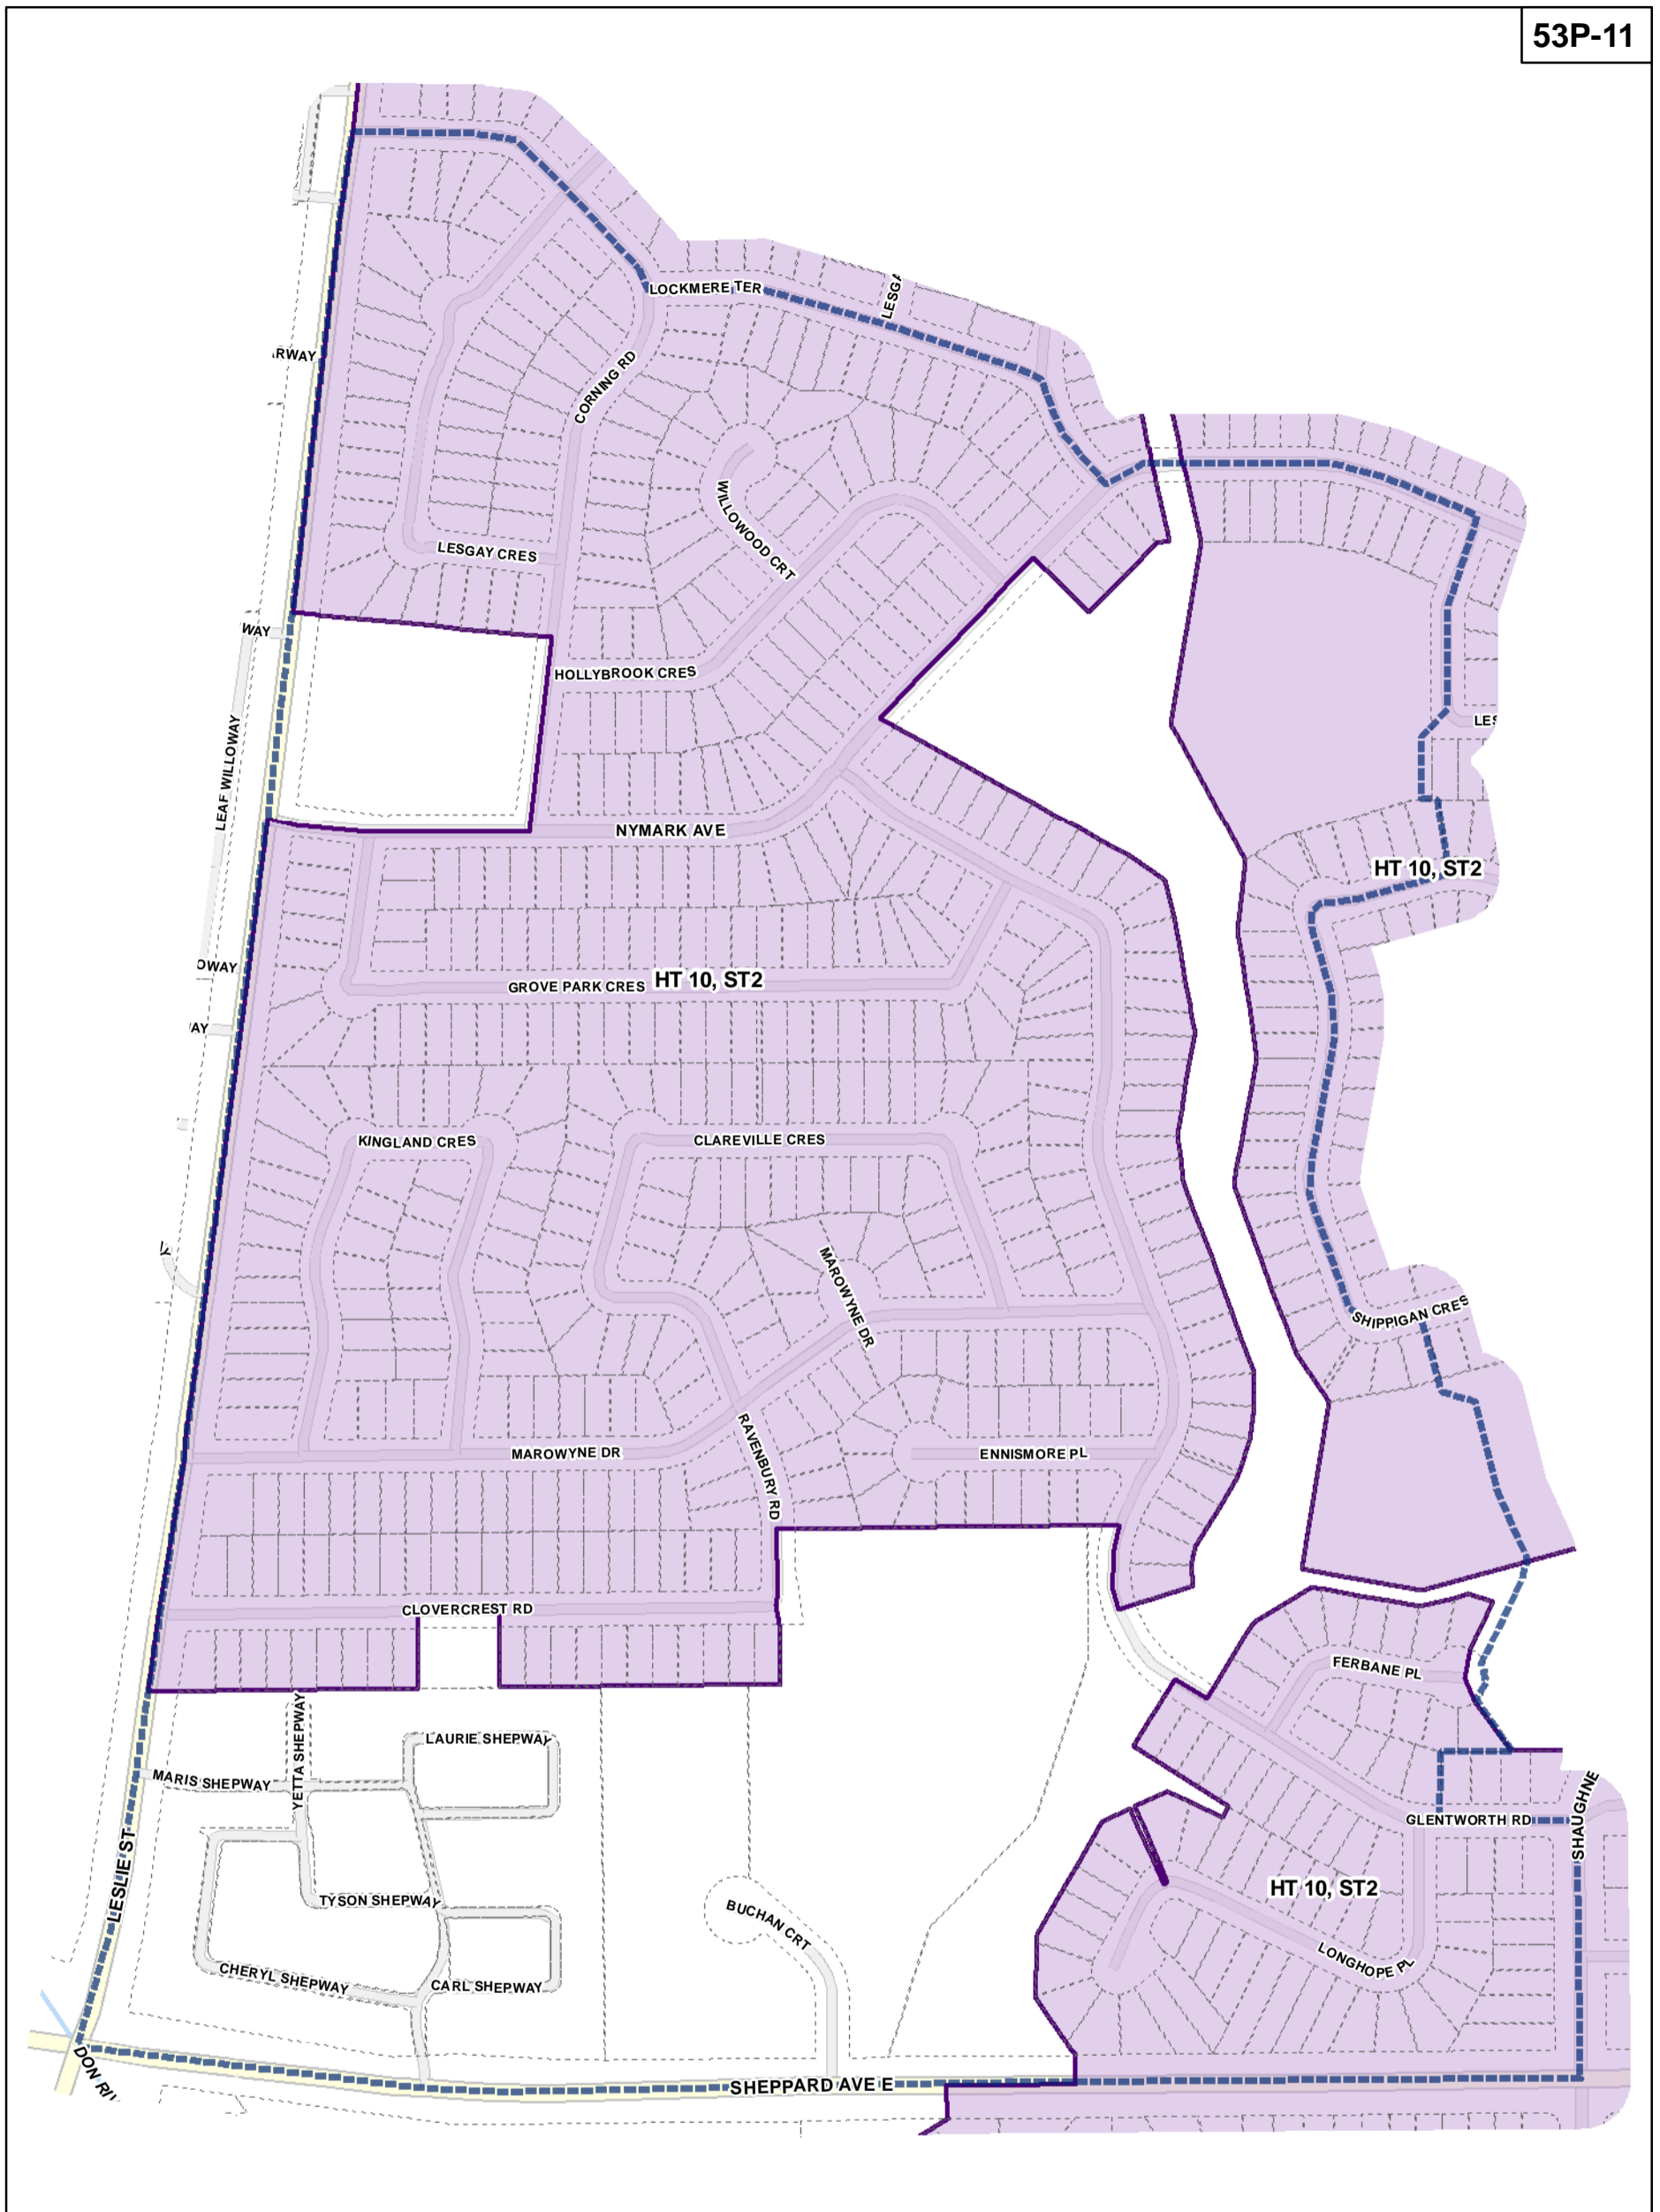 53P-11
LOCKMERE TER
CORNING RD
WILLOWOOD CRT
LESGAY CRES
WAY
HOLLYBROOK CRES
LEAF WILLOWAY
NYMARK AVE
HT 10, ST2
GROVE PARK CRES
HT 10, ST2
KINGLAND CRES
CLAREVILLE CRES
MAROWYNE DR
SHIPPIGAN CRES
MAROWYNE DR
RAVENBURY RD
ENNISMORE PL
CLOVERCREST RD
FERBANE PL
YETTA SHEPWAY
LAURIE SHEPWAY
MARIS SHEPWAY
GLENTWORTH RD
SHAUGHNE
LESLIE ST
HT 10, ST2
TYSON SHEPWAY
BUCHAN CRT
LONGHOPE PL
CHERYL SHEPWAY
CARL SHEPWAY
DON
SHEPPARD AVE E